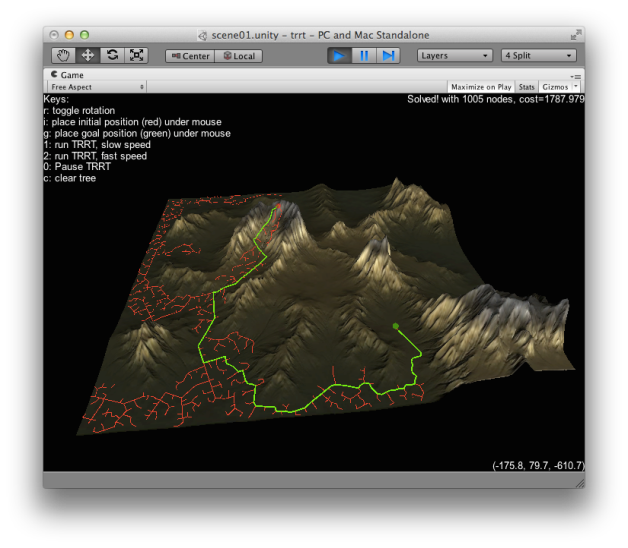 scene01.unity - trrt - PC and Mac Standalone
Center Local Layers 4 Split
Game
Free Aspect Maximize on Play Stats Gizmos
Keys: Solved! with 1005 nodes, cost=1787.979
r: toggle rotation
i: place initial position (red) under mouse
g: place goal position (green) under mouse
1: run TRRT, slow speed
2: run TRRT, fast speed
0: Pause TRRT
c: clear tree
(-175.8, 79.7, -610.7)